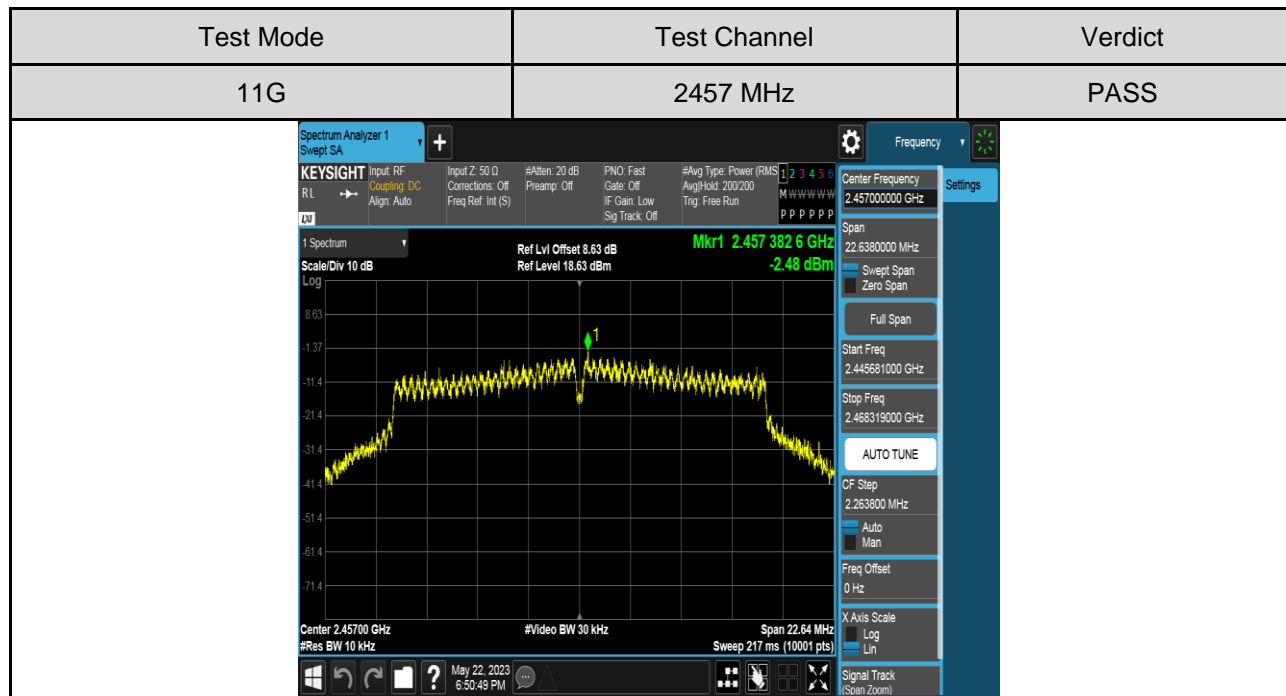 Test Mode Test Channel Verdict
11G 2457 MHz PASS
Spectrum Analyzer 1
Swept SA
+
Frequency
KEYSIGHT
RL
LXI
Input: RF
Coupling: DC
Align: Auto
Input Z: 50 Ω
Corrections: Off
Freq Ref: Int (S)
#Atten: 20 dB
Preamp: Off
PNO: Fast
Gate: Off
IF Gain: Low
Sig Track: Off
#Avg Type: Power (RMS
Avg|Hold: 200/200
Trig: Free Run
1 2 3 4 5 6
M W W W W W
P P P P P P
1 Spectrum
Scale/Div 10 dB
Ref Lvl Offset 8.63 dB
Ref Level 18.63 dBm
Mkr1 2.457 382 6 GHz
-2.48 dBm
Log
8.63
-1.37
-11.4
-21.4
-31.4
-41.4
-51.4
-61.4
-71.4
1
Center 2.45700 GHz
#Res BW 10 kHz
#Video BW 30 kHz
Span 22.64 MHz
Sweep 217 ms (10001 pts)
?
May 22, 2023
6:50:49 PM
Center Frequency
2.457000000 GHz
Span
22.6380000 MHz
Swept Span
Zero Span
Full Span
Start Freq
2.445681000 GHz
Stop Freq
2.468319000 GHz
AUTO TUNE
CF Step
2.263800 MHz
Auto
Man
Freq Offset
0 Hz
X Axis Scale
Log
Lin
Signal Track
(Span Zoom)
Settings